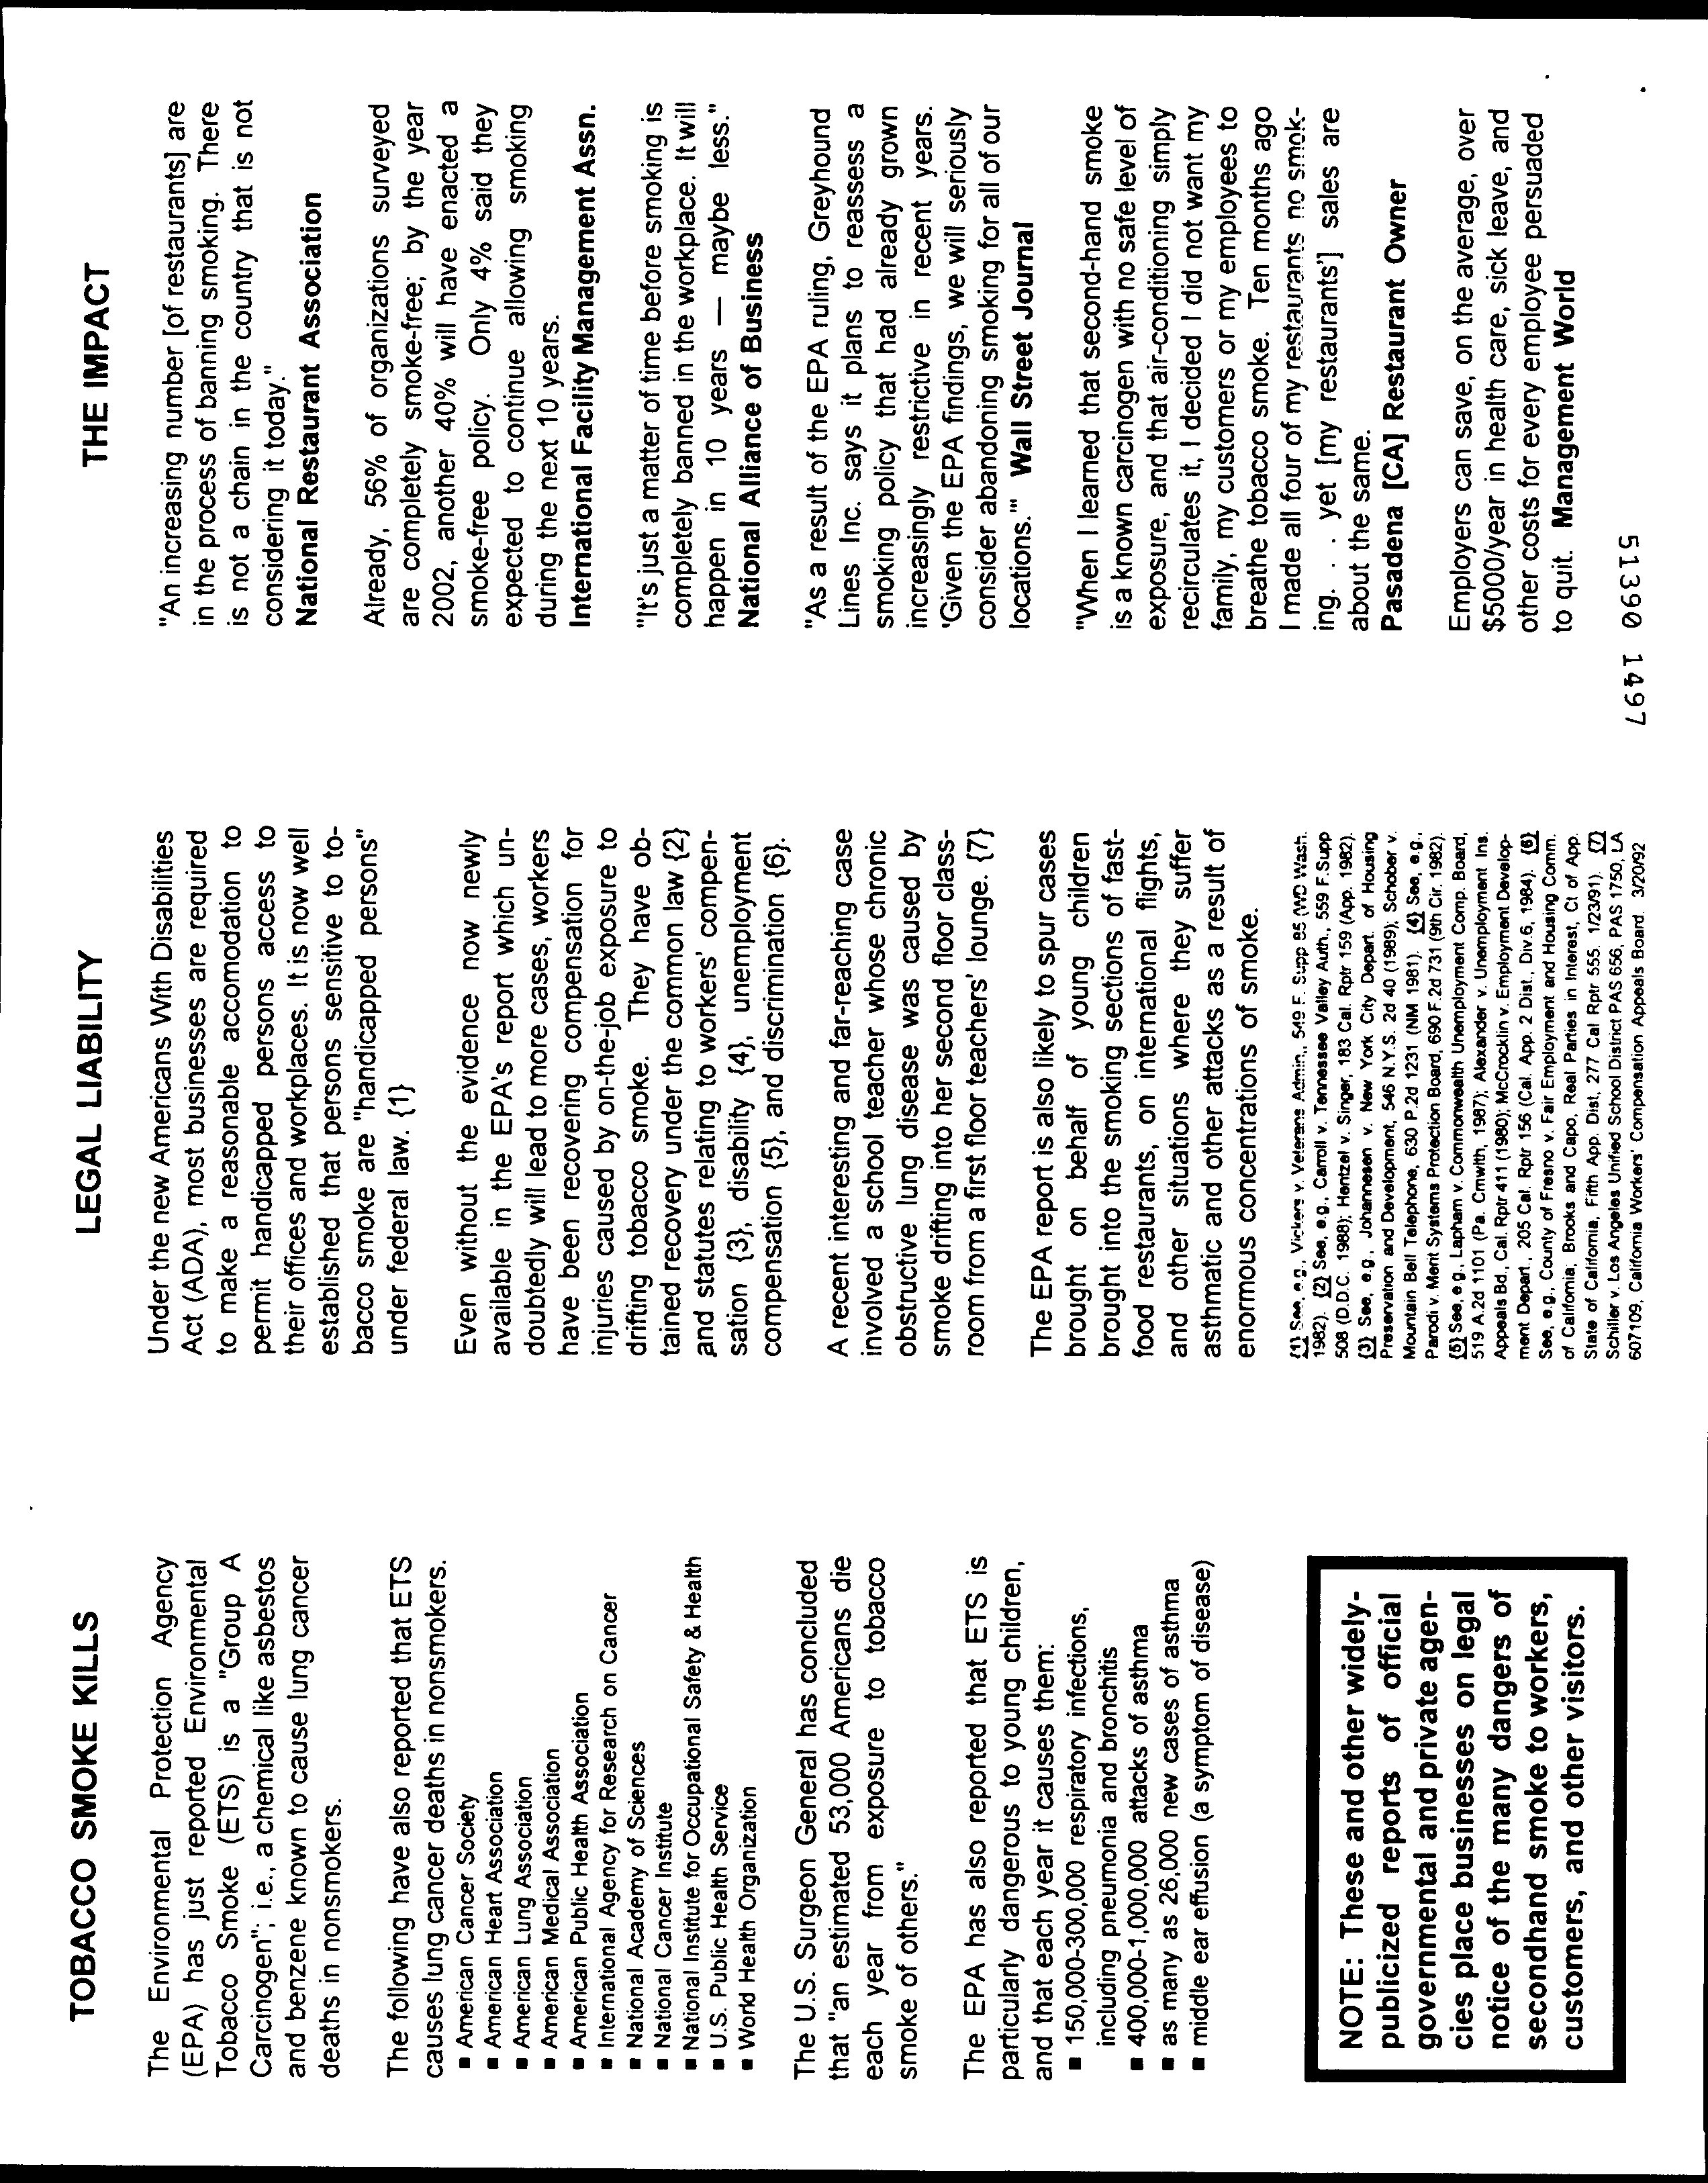 TOBACCO SMOKE KILLS
The Environmental Protection Agency
(EPA) has just reported Environmental
Tobacco Smoke (ETS) is a "Group A
Carcinogen"; i.e., a chemical like asbestos
and benzene known to cause lung cancer
deaths in nonsmokers.
The following have also reported that ETS
causes lung cancer deaths in nonsmokers.
■ American Cancer Society
■ American Heart Association
■ American Lung Association
■ American Medical Association
■ American Public Health Association
■ International Agency for Research on Cancer
■ National Academy of Sciences
■ National Cancer Institute
■ National Institute for Occupational Safety & Health
■ U.S. Public Health Service
■ World Health Organization
The U.S. Surgeon General has concluded
that "an estimated 53,000 Americans die
each year from exposure to tobacco
smoke of others."
The EPA has also reported that ETS is
particularly dangerous to young children,
and that each year it causes them:
■ 150,000-300,000 respiratory infections,
including pneumonia and bronchitis
■ 400,000-1,000,000 attacks of asthma
■ as many as 26,000 new cases of asthma
■ middle ear effusion (a symptom of disease)
NOTE: These and other widely-
publicized reports of official
governmental and private agen-
cies place businesses on legal
notice of the many dangers of
secondhand smoke to workers,
customers, and other visitors.
LEGAL LIABILITY
Under the new Americans With Disabilities
Act (ADA), most businesses are required
to make a reasonable accomodation to
permit handicapped persons access to
their offices and workplaces. It is now well
established that persons sensitive to to-
bacco smoke are "handicapped persons"
under federal law. {1}
Even without the evidence now newly
available in the EPA's report which un-
doubtedly will lead to more cases, workers
have been recovering compensation for
injuries caused by on-the-job exposure to
drifting tobacco smoke. They have ob-
tained recovery under the common law {2}
and statutes relating to workers' compen-
sation {3}, disability {4}, unemployment
compensation {5}, and discrimination {6}.
A recent interesting and far-reaching case
involved a school teacher whose chronic
obstructive lung disease was caused by
smoke drifting into her second floor class-
room from a first floor teachers' lounge. {7}
The EPA report is also likely to spur cases
brought on behalf of young children
brought into the smoking sections of fast-
food restaurants, on international flights,
and other situations where they suffer
asthmatic and other attacks as a result of
enormous concentrations of smoke.
{1} See, e.g., Vickers v. Veterans Admin., 549 F. Supp 85 (WD Wash.
1982). {2} See, e.g., Carroll v. Tennessee Valley Auth., 559 F.Supp
508 (D.D.C. 1988); Hentzel v. Singer, 183 Cal. Rptr 159 (App. 1982).
{3} See, e.g., Johannesen v. New York City Depart. of Housing
Preservation and Development, 546 N.Y.S. 2d 40 (1989); Schober v.
Mountain Bell Telephone, 630 P.2d 1231 (NM 1981). {4} See, e.g.,
Parodi v. Merit Systems Protection Board, 690 F.2d 731 (9th Cir. 1982).
{5} See, e.g., Lapham v. Commonwealth Unemployment Comp. Board,
519 A.2d 1101 (Pa. Cmwlth, 1987); Alexander v. Unemployment Ins.
Appeals Bd., Cal. Rptr 411 (1980); McCrocklin v. Employment Develop-
ment Depart., 205 Cal. Rptr 156 (Cal. App. 2 Dist., Div.6, 1984). {6}
See, e.g., County of Fresno v. Fair Employment and Housing Comm.
of California; Brooks and Capo, Real Parties in Interest, Ct of App.
State of California, Fifth App. Dist, 277 Cal Rptr 555. 1/23/91). {7}
Schiller v. Los Angeles Unified School District PAS 656, PAS 1750, LA
607109, California Workers' Compensation Appeals Board. 3/20/92.
THE IMPACT
"An increasing number [of restaurants] are
in the process of banning smoking. There
is not a chain in the country that is not
considering it today."
National Restaurant Association
Already, 56% of organizations surveyed
are completely smoke-free; by the year
2002, another 40% will have enacted a
smoke-free policy. Only 4% said they
expected to continue allowing smoking
during the next 10 years.
International Facility Management Assn.
"It's just a matter of time before smoking is
completely banned in the workplace. It will
happen in 10 years — maybe less."
National Alliance of Business
"As a result of the EPA ruling, Greyhound
Lines Inc. says it plans to reassess a
smoking policy that had already grown
increasingly restrictive in recent years.
'Given the EPA findings, we will seriously
consider abandoning smoking for all of our
locations.'" Wall Street Journal
"When I learned that second-hand smoke
is a known carcinogen with no safe level of
exposure, and that air-conditioning simply
recirculates it, I decided I did not want my
family, my customers or my employees to
breathe tobacco smoke. Ten months ago
I made all four of my restaurants no smok-
ing. . . yet [my restaurants'] sales are
about the same.
Pasadena [CA] Restaurant Owner
Employers can save, on the average, over
$5000/year in health care, sick leave, and
other costs for every employee persuaded
to quit. Management World
51390 1497